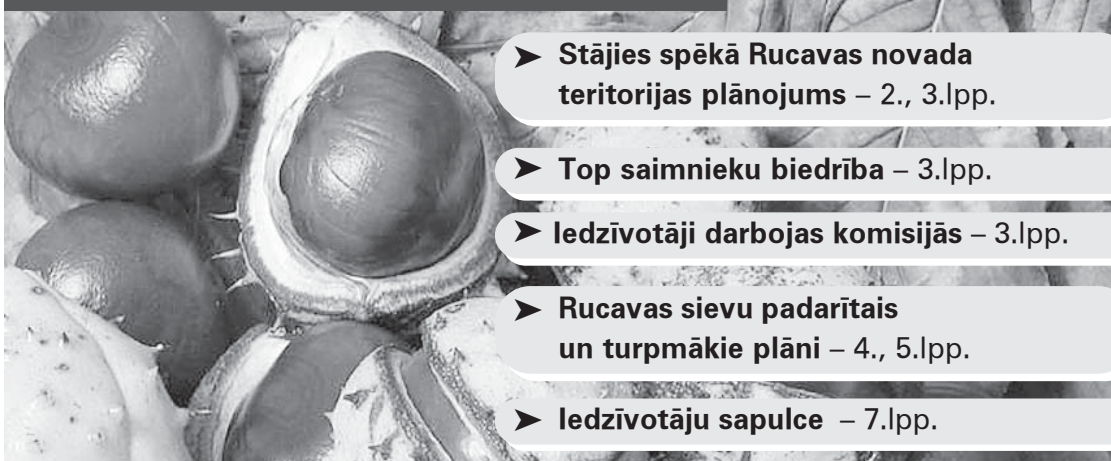 ➤ Stājies spēkā Rucavas novada
teritorijas plānojums – 2., 3.lpp.
➤ Top saimnieku biedrība – 3.lpp.
➤ Iedzīvotāji darbojas komisijās – 3.lpp.
➤ Rucavas sievu padarītais
un turpmākie plāni – 4., 5.lpp.
➤ Iedzīvotāju sapulce – 7.lpp.